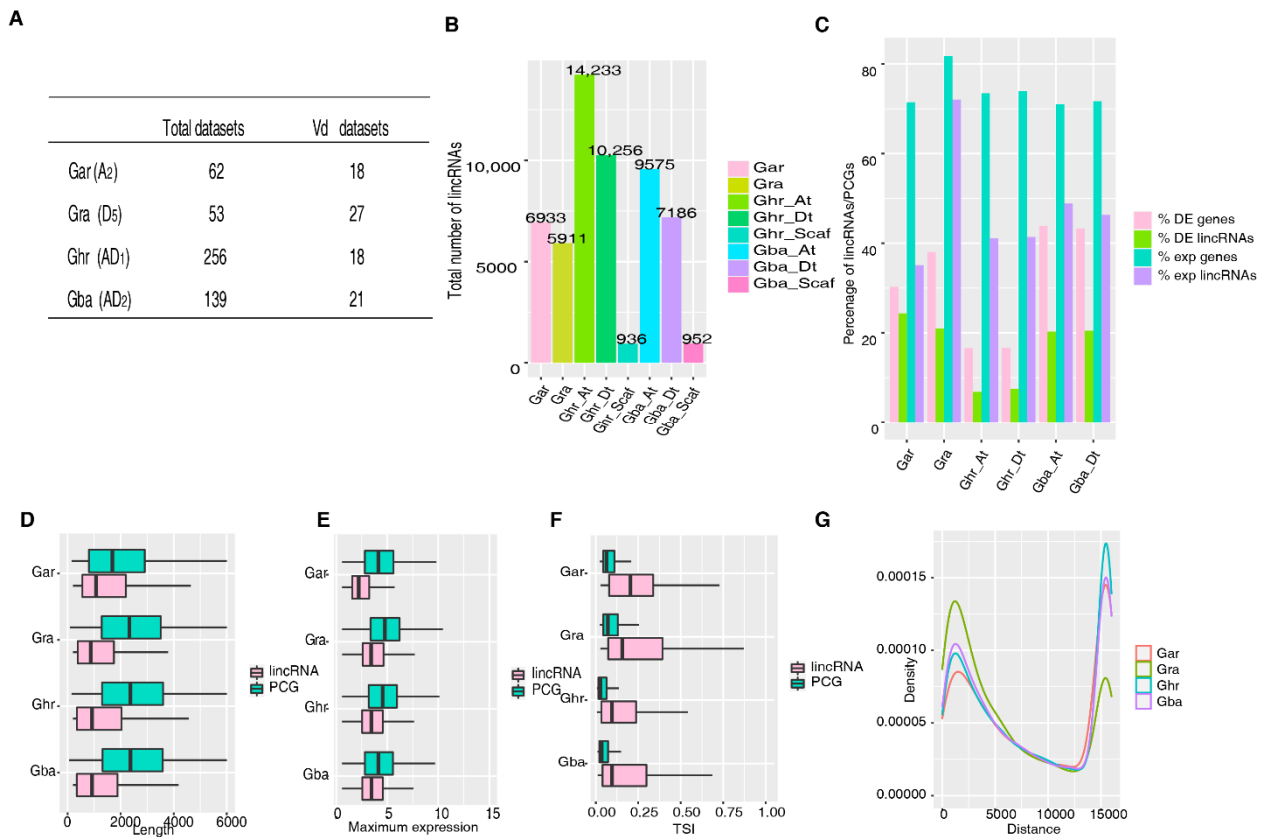 A
Total datasets Vd datasets
Gar (A2) 62 18
Gra (D5) 53 27
Ghr (AD1) 256 18
Gba (AD2) 139 21
B
Total number of lincRNAs
10,000
5000
0
6933
5911
14,233
10,256
936
9575
7186
952
Gar
Gra
Ghr_At
Ghr_Dt
Ghr_Scaf
Gba_At
Gba_Dt
Gba_Scaf
Gar
Gra
Ghr_At
Ghr_Dt
Ghr_Scaf
Gba_At
Gba_Dt
Gba_Scaf
C
Percentage of lincRNAs/PCGs
80
60
40
20
0
Gar
Gra
Ghr_At
Ghr_Dt
Gba_At
Gba_Dt
% DE genes
% DE lincRNAs
% exp genes
% exp lincRNAs
D
Gar
Gra
Ghr
Gba
0 2000 4000 6000
Length
lincRNA
PCG
E
Gar
Gra
Ghr
Gba
0 5 10 15
Maximum expression
lincRNA
PCG
F
Gar
Gra
Ghr
Gba
0.00 0.25 0.50 0.75 1.00
TSI
lincRNA
PCG
G
Density
0.00015
0.00010
0.00005
0.00000
0 5000 10000 15000
Distance
Gar
Gra
Ghr
Gba